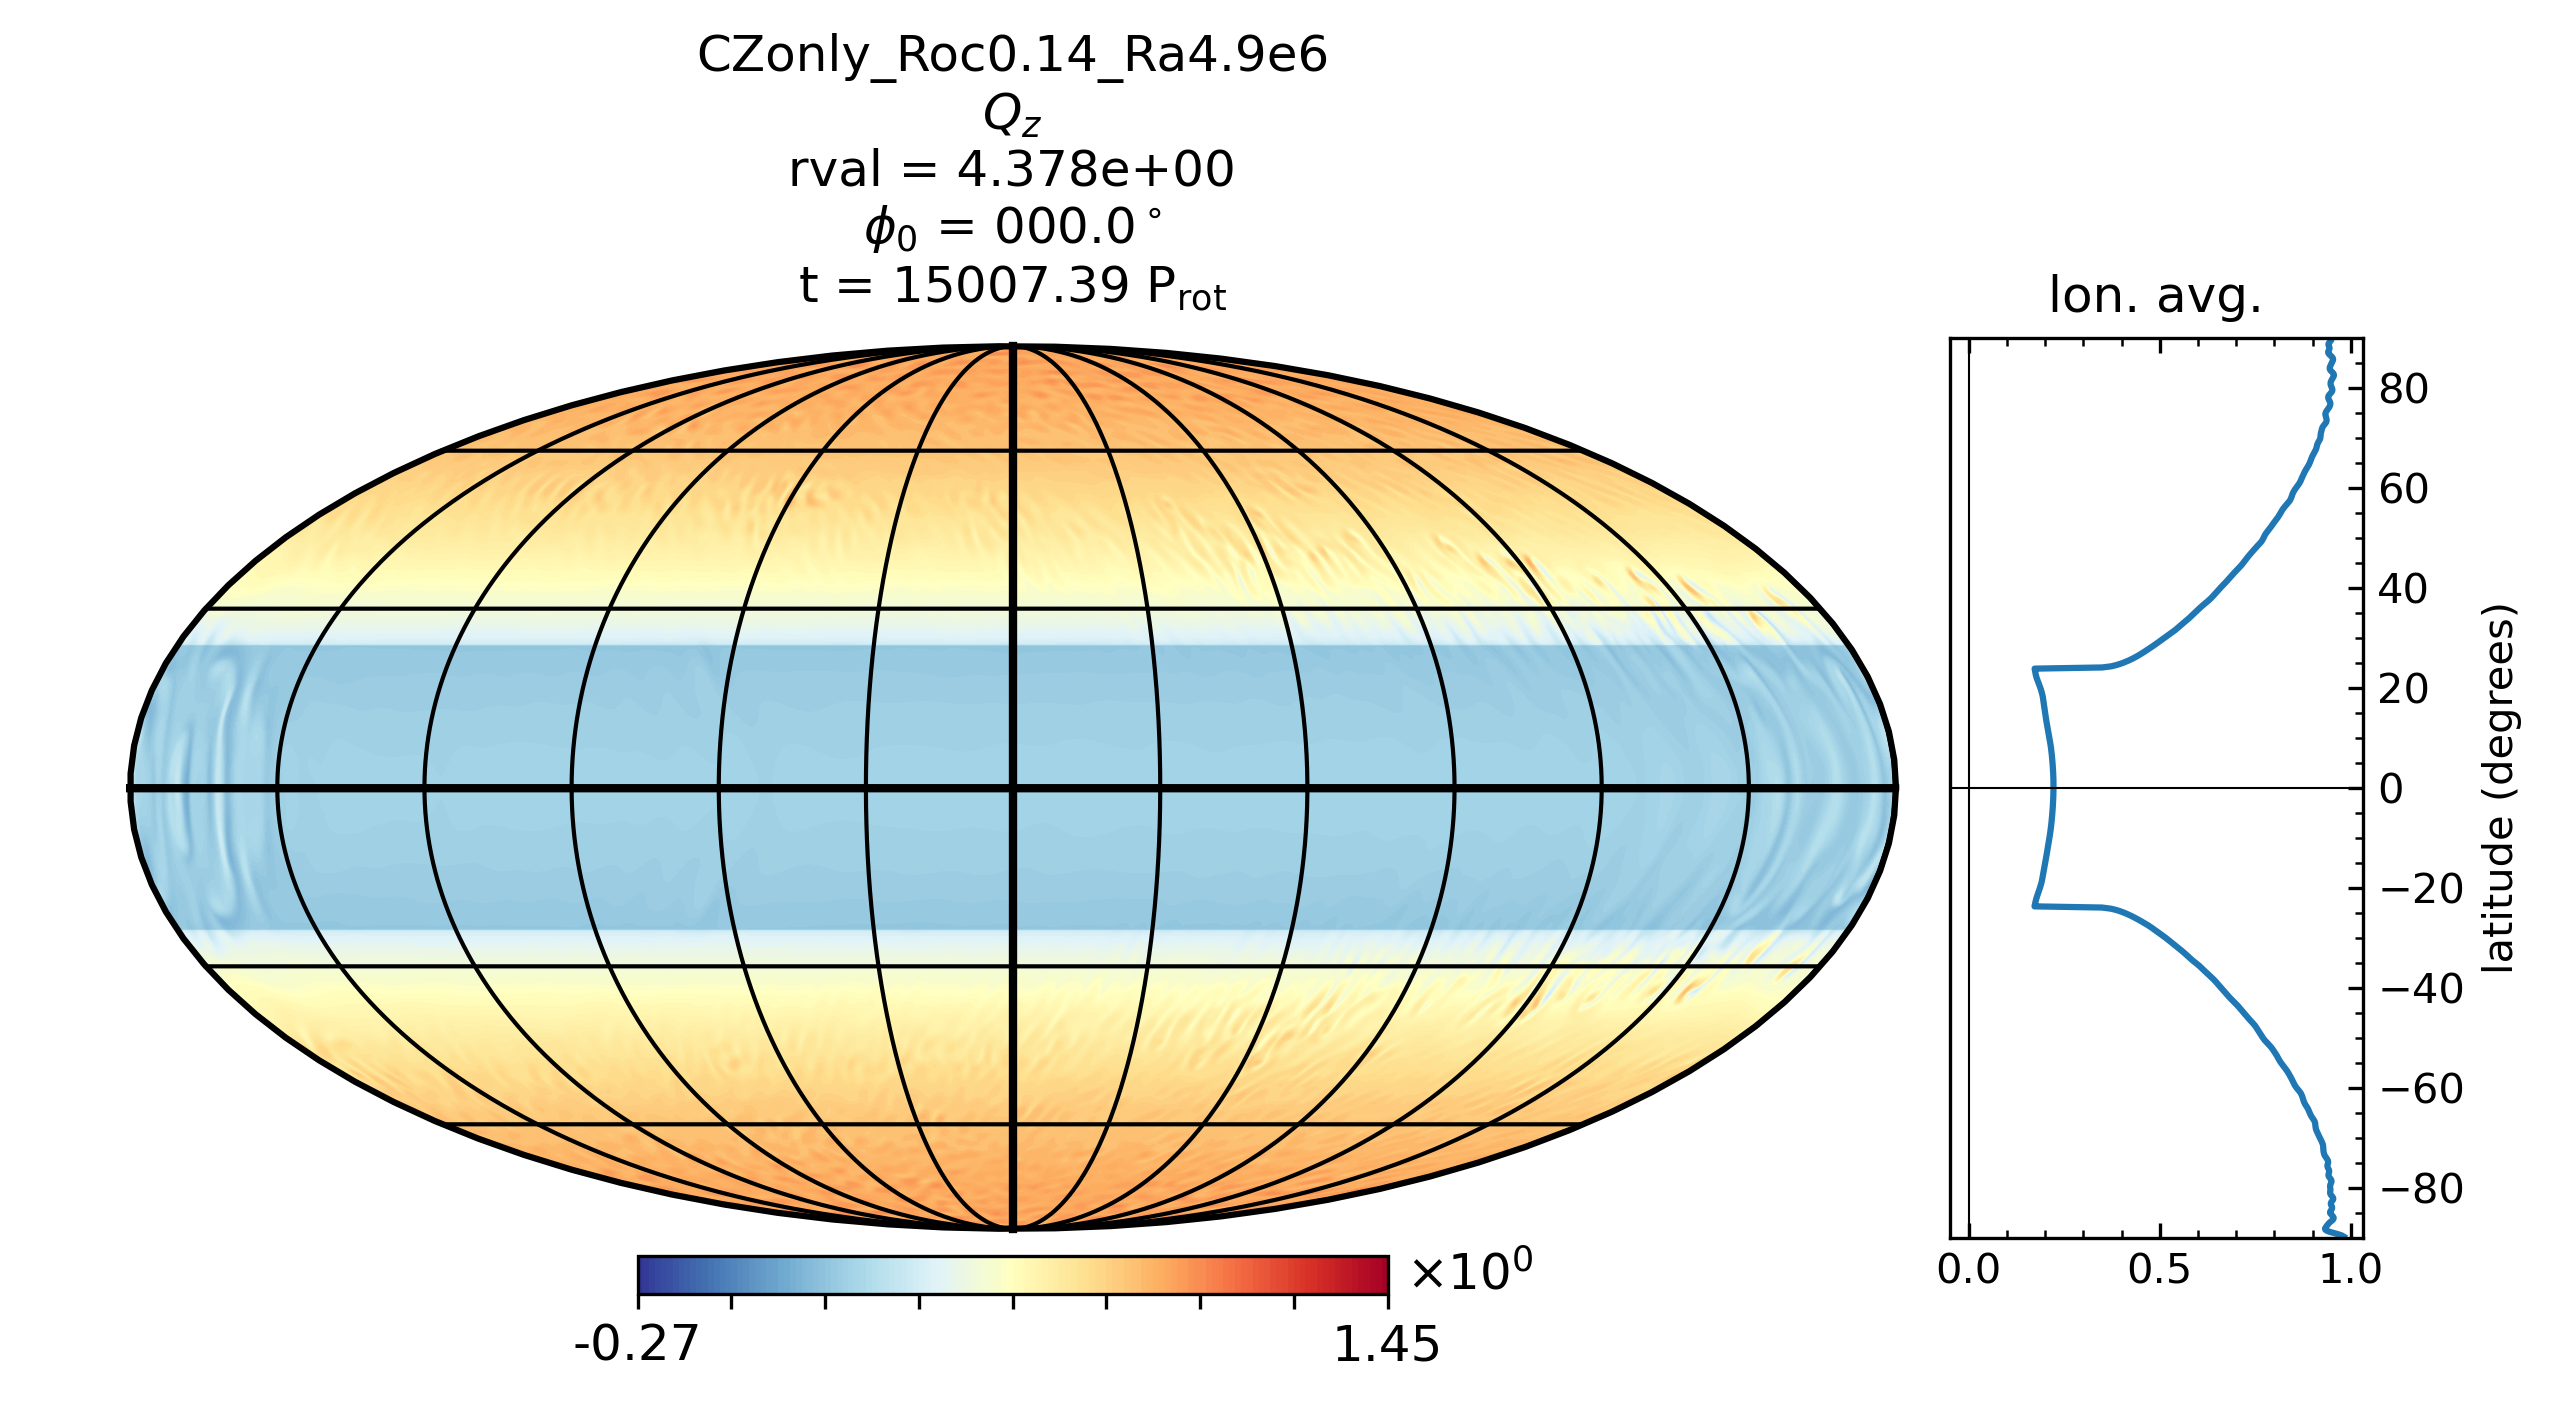 CZonly_Roc0.14_Ra4.9e6
Q_z
rval = 4.378e+00
ϕ_0 = 000.0°
t = 15007.39 P_rot
lon. avg.
80
60
40
20
0
−20
−40
−60
−80
latitude (degrees)
0.0 0.5 1.0
×10^0
-0.27 1.45